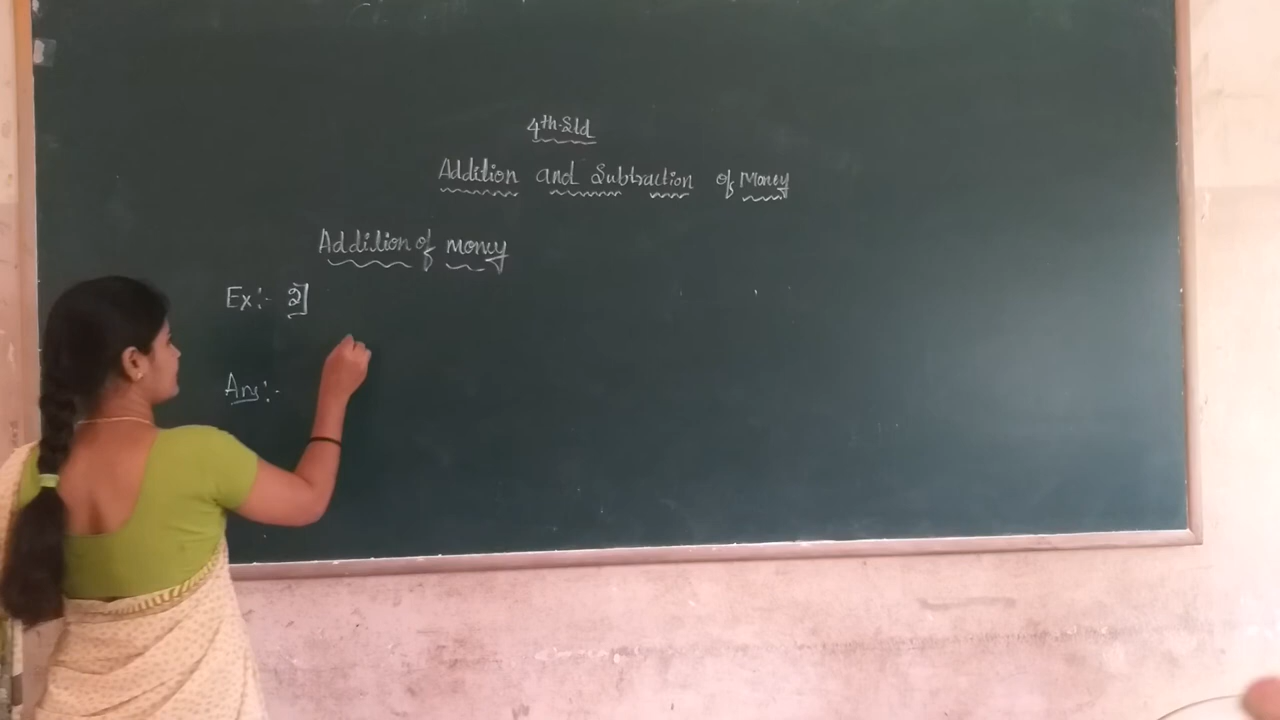 4th-Std
Addition and Subtraction of Money
Addition of money
Ex:- 2]
Ans:-